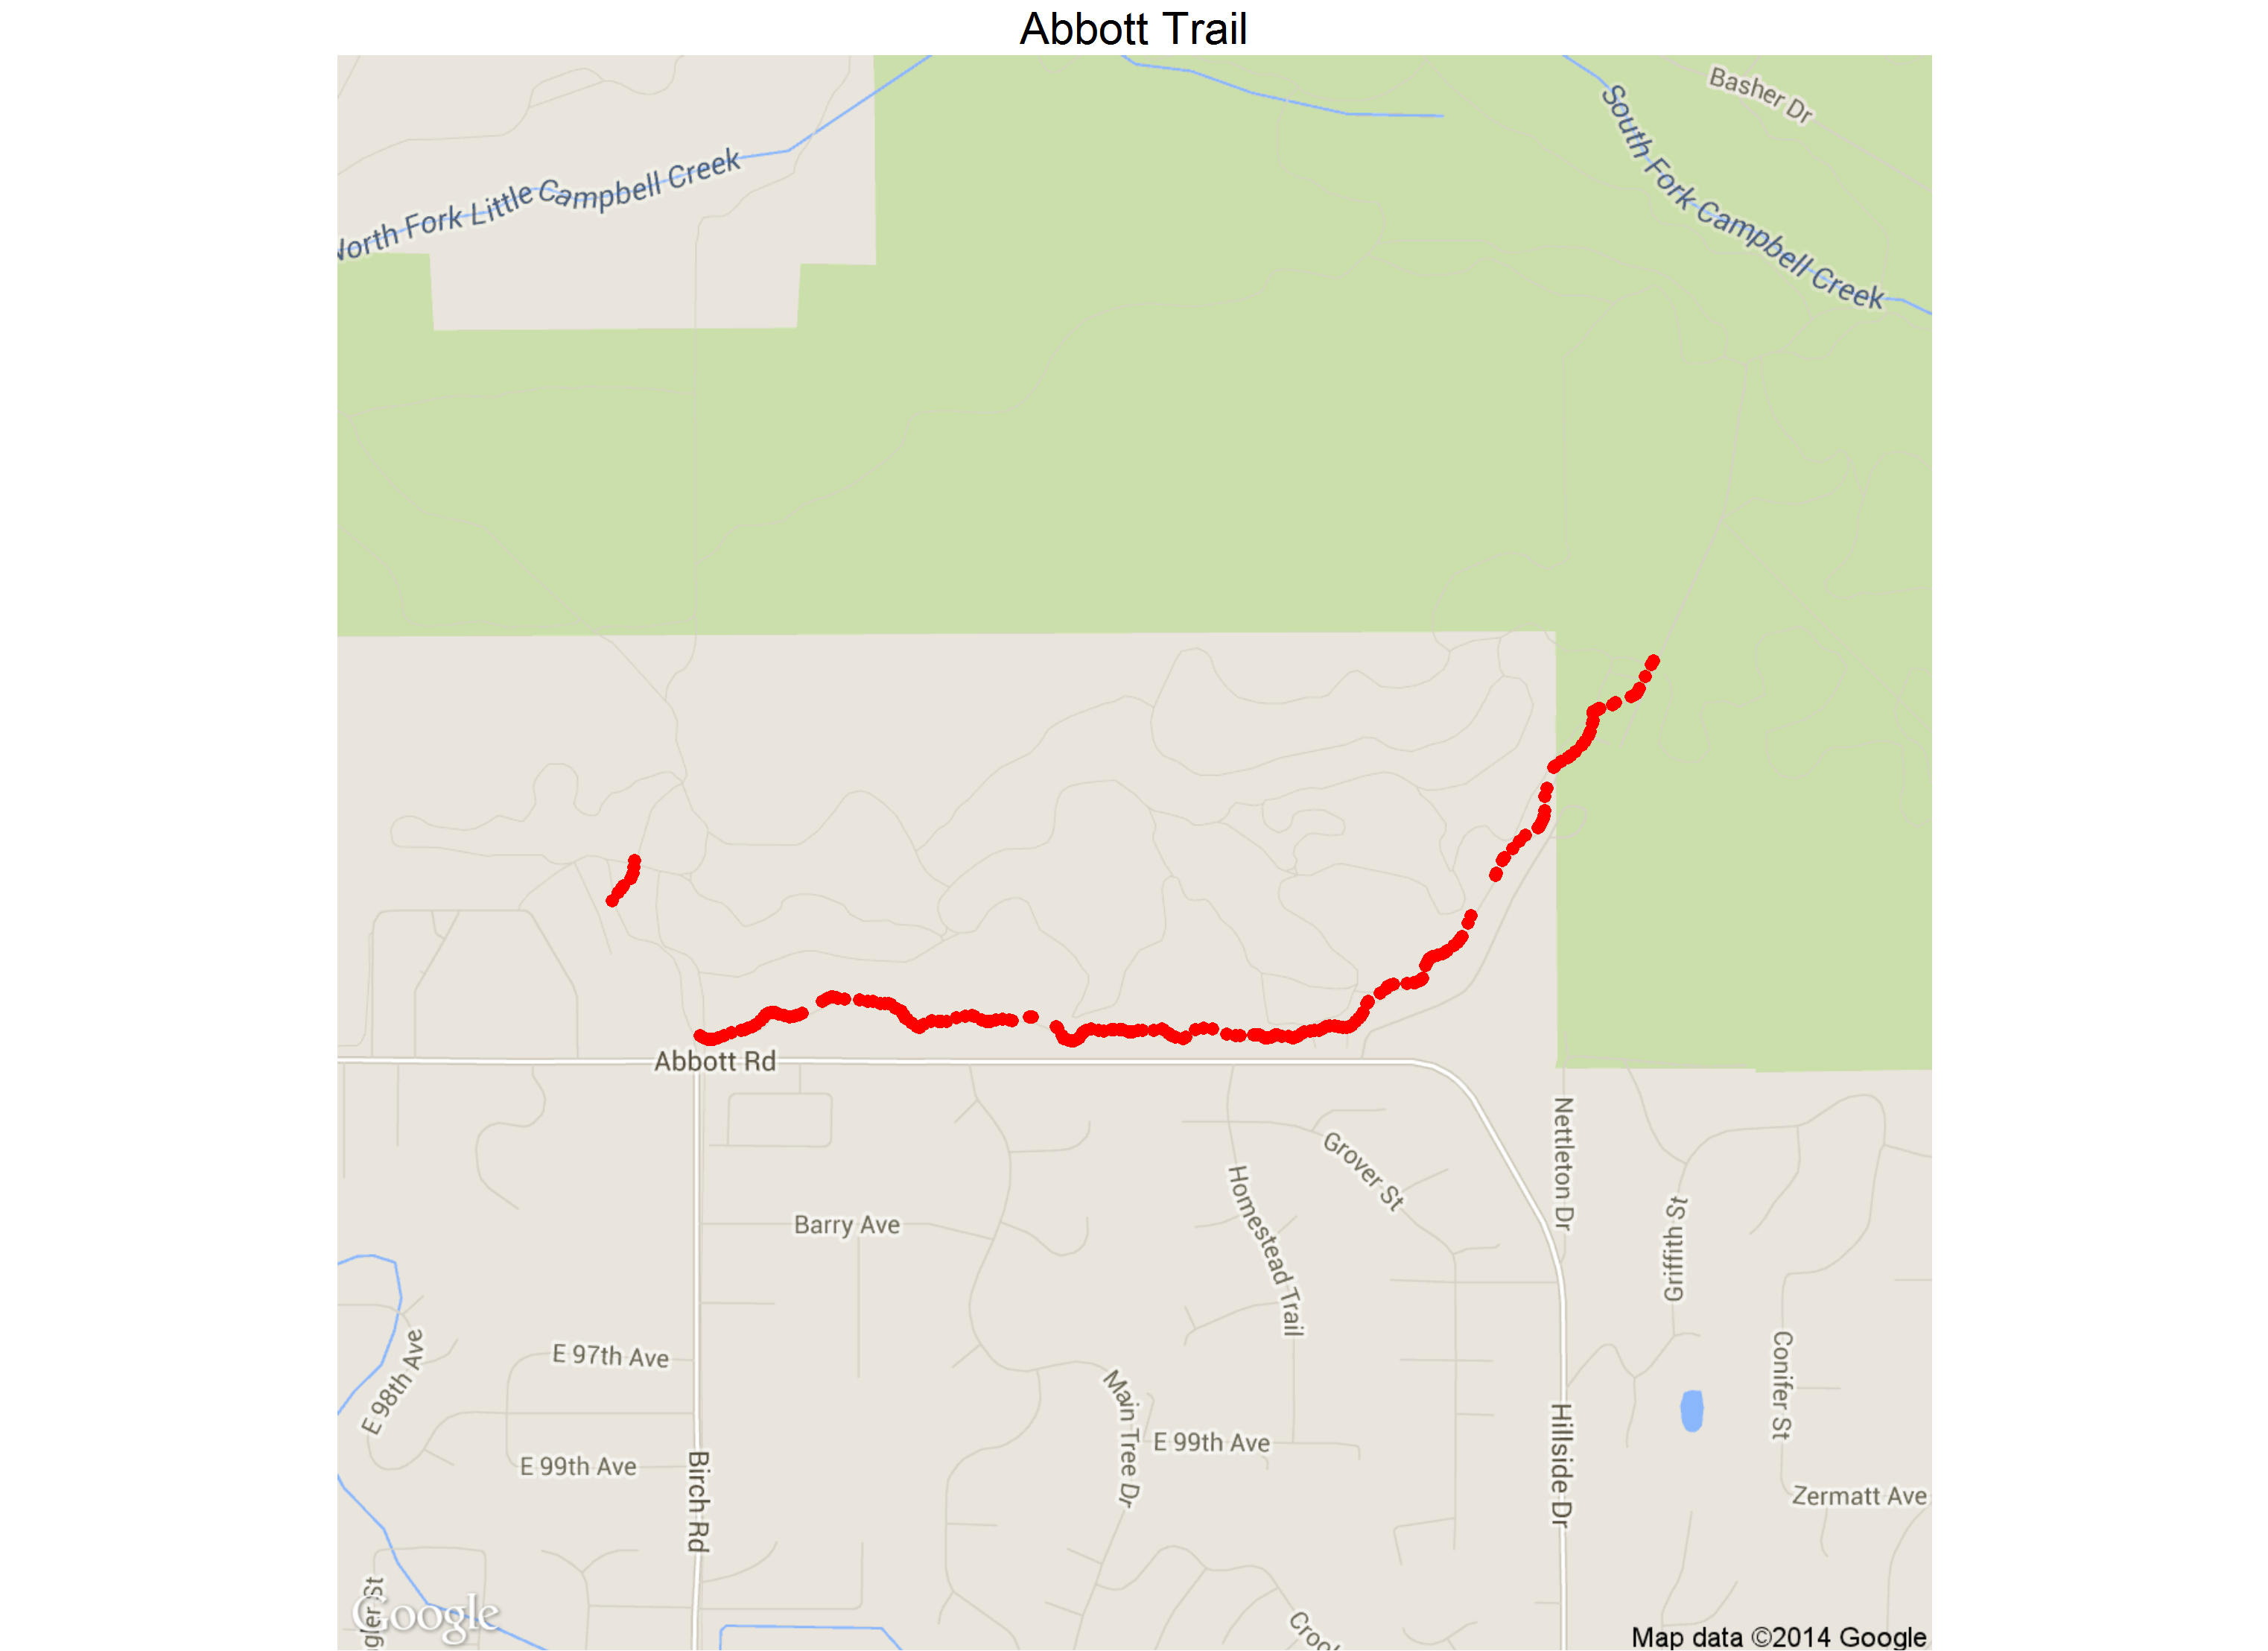 Abbott Trail
Basher Dr
South Fork Campbell Creek
North Fork Little Campbell Creek
Abbott Rd
Nettleton Dr
Grover St
Homestead Trail
Griffith St
Barry Ave
E 97th Ave
E 98th Ave
Conifer St
Main Tree Dr
E 99th Ave
E 99th Ave
Birch Rd
Hillside Dr
Zermatt Ave
gler St
Google
Map data ©2014 Google